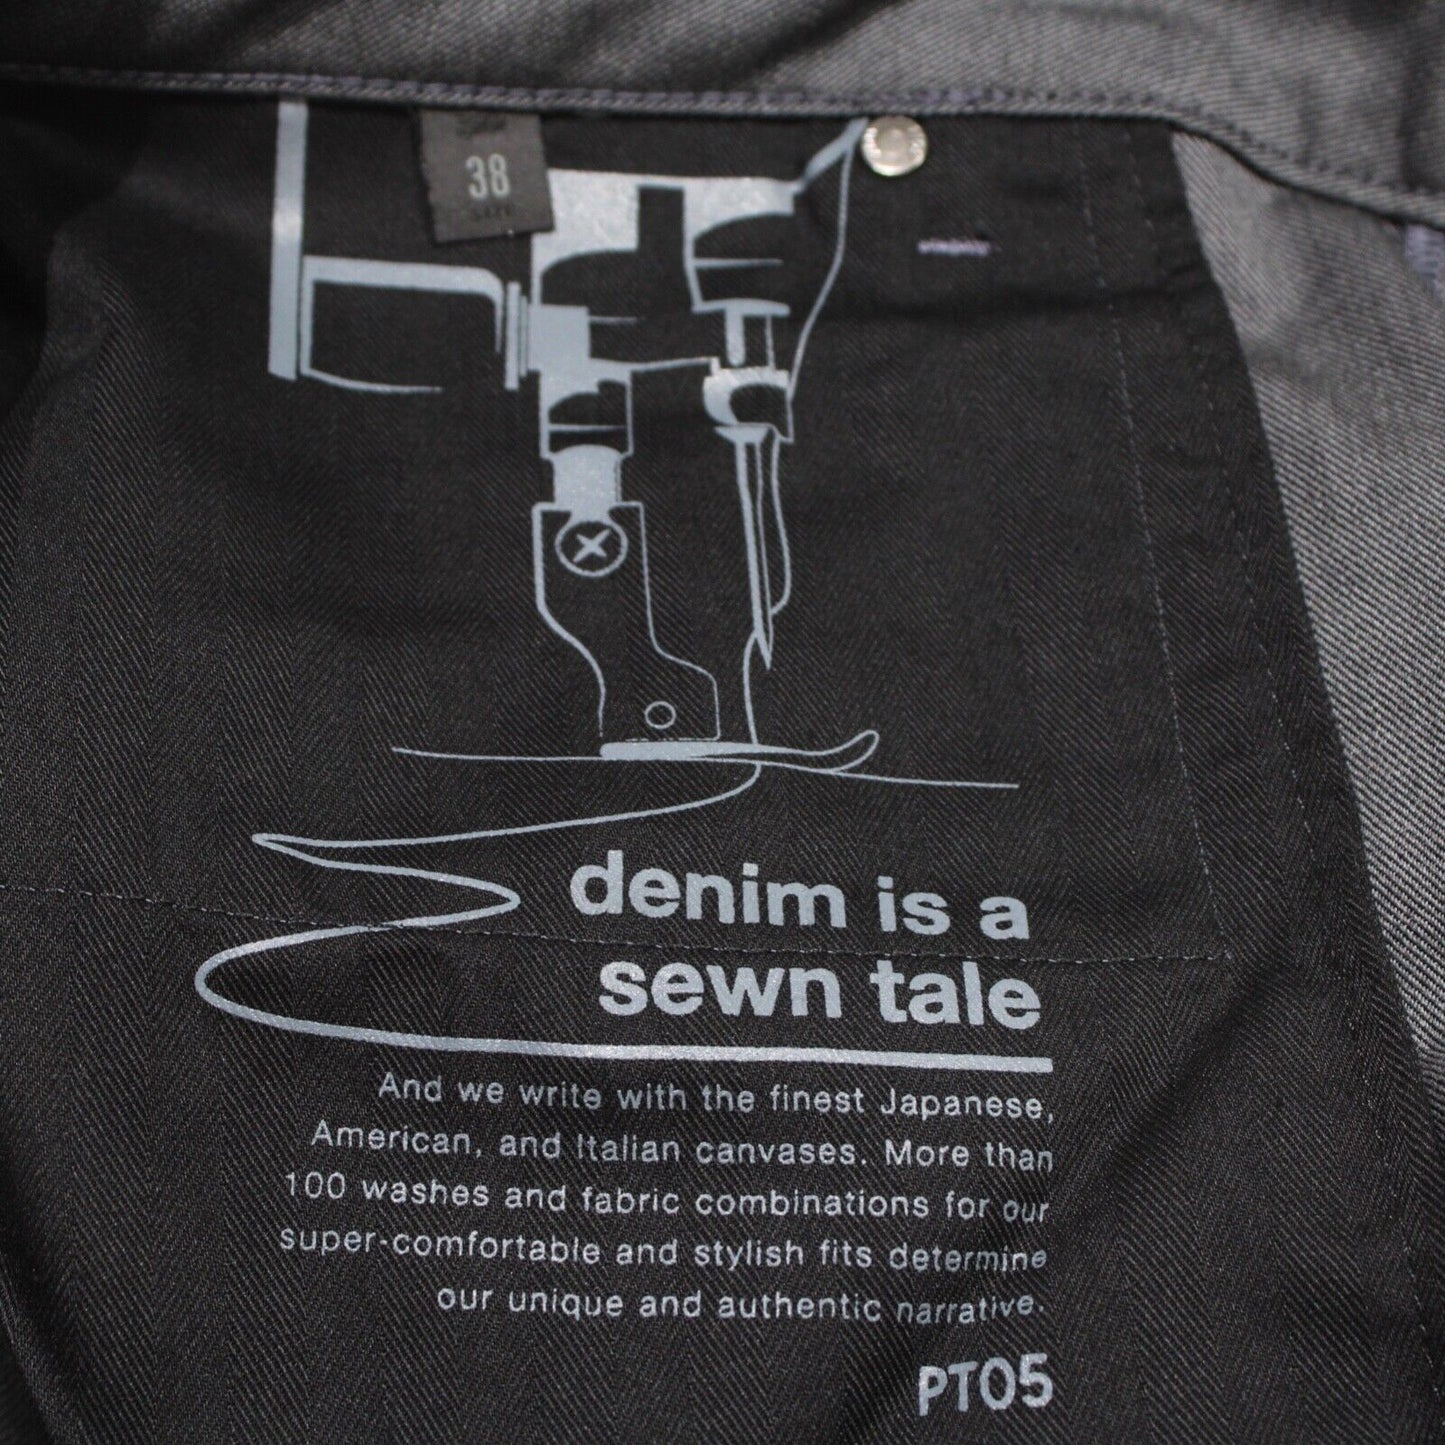 38
SIZE
denim is a
sewn tale
And we write with the finest Japanese,
American, and Italian canvases. More than
100 washes and fabric combinations for our
super-comfortable and stylish fits determine
our unique and authentic narrative.
PT05